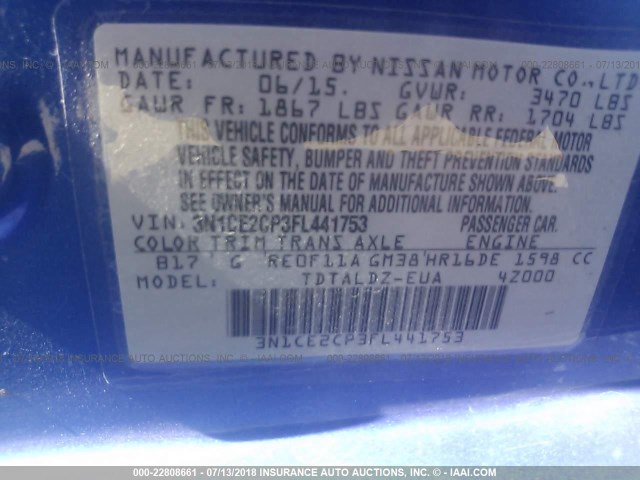 MANUFACTURED BY NISSAN MOTOR CO., LTD
DATE: 06/15. GVWR: 3470 LBS
GAWR FR: 1867 LBS GAWR RR: 1704 LBS
THIS VEHICLE CONFORMS TO ALL APPLICABLE FEDERAL MOTOR
VEHICLE SAFETY, BUMPER AND THEFT PREVENTION STANDARDS
IN EFFECT ON THE DATE OF MANUFACTURE SHOWN ABOVE.
SEE OWNER'S MANUAL FOR ADDITIONAL INFORMATION.
VIN: 3N1CE2CP3FL441753 PASSENGER CAR.
COLOR TRIM TRANS AXLE ENGINE
B17 G RE0F11A GM38 HR16DE 1598 CC
MODEL: TDTALDZ-EUA 42000
3N1CE2CP3FL441753
000-22808661 - 07/13/2018 INSURANCE AUTO AUCTIONS, INC. - © - IAAI.COM